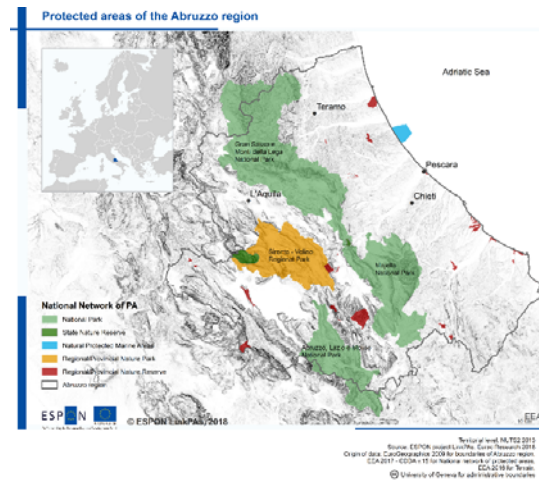 Protected areas of the Abruzzo region
Adriatic Sea
Teramo
Gran Sasso e
Monti della Laga
National Park
Pescara
L'Aquila
Chieti
Sirente - Velino
Regional Park
Majella
National Park
National Network of PA
National Park
State Nature Reserve
Natural Protected Marine Areas
Regional/Provincial Nature Park
Regional/Provincial Nature Reserve
Abruzzo region
Abruzzo, Lazio e Molise
National Park
ESPON
© ESPON LinkPAs, 2018
EEA
Territorial level: NUTS2 2013
Source: ESPON project LinkPAs, Eurac Research 2018
Origin of data: EuroGeographics 2009 for boundaries of Abruzzo region,
EEA 2017 - CDDA v.15 for National network of protected areas,
EEA 2016 for Terrain,
University of Geneva for administrative boundaries